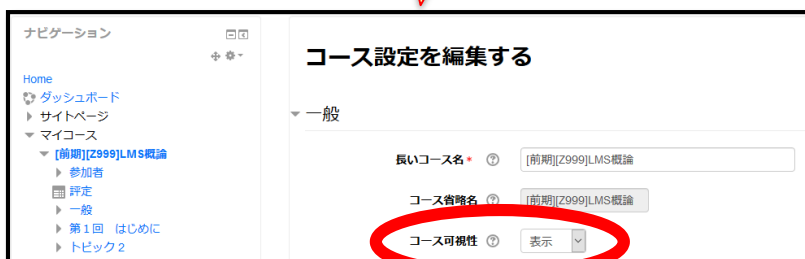 ナビゲーション
Home
ダッシュボード
サイトページ
マイコース
[前期][Z999]LMS概論
参加者
評定
一般
第1回 はじめに
トピック 2
コース設定を編集する
一般
長いコース名* [前期][Z999]LMS概論
コース省略名 [前期][Z999]LMS概論
コース可視性 表示